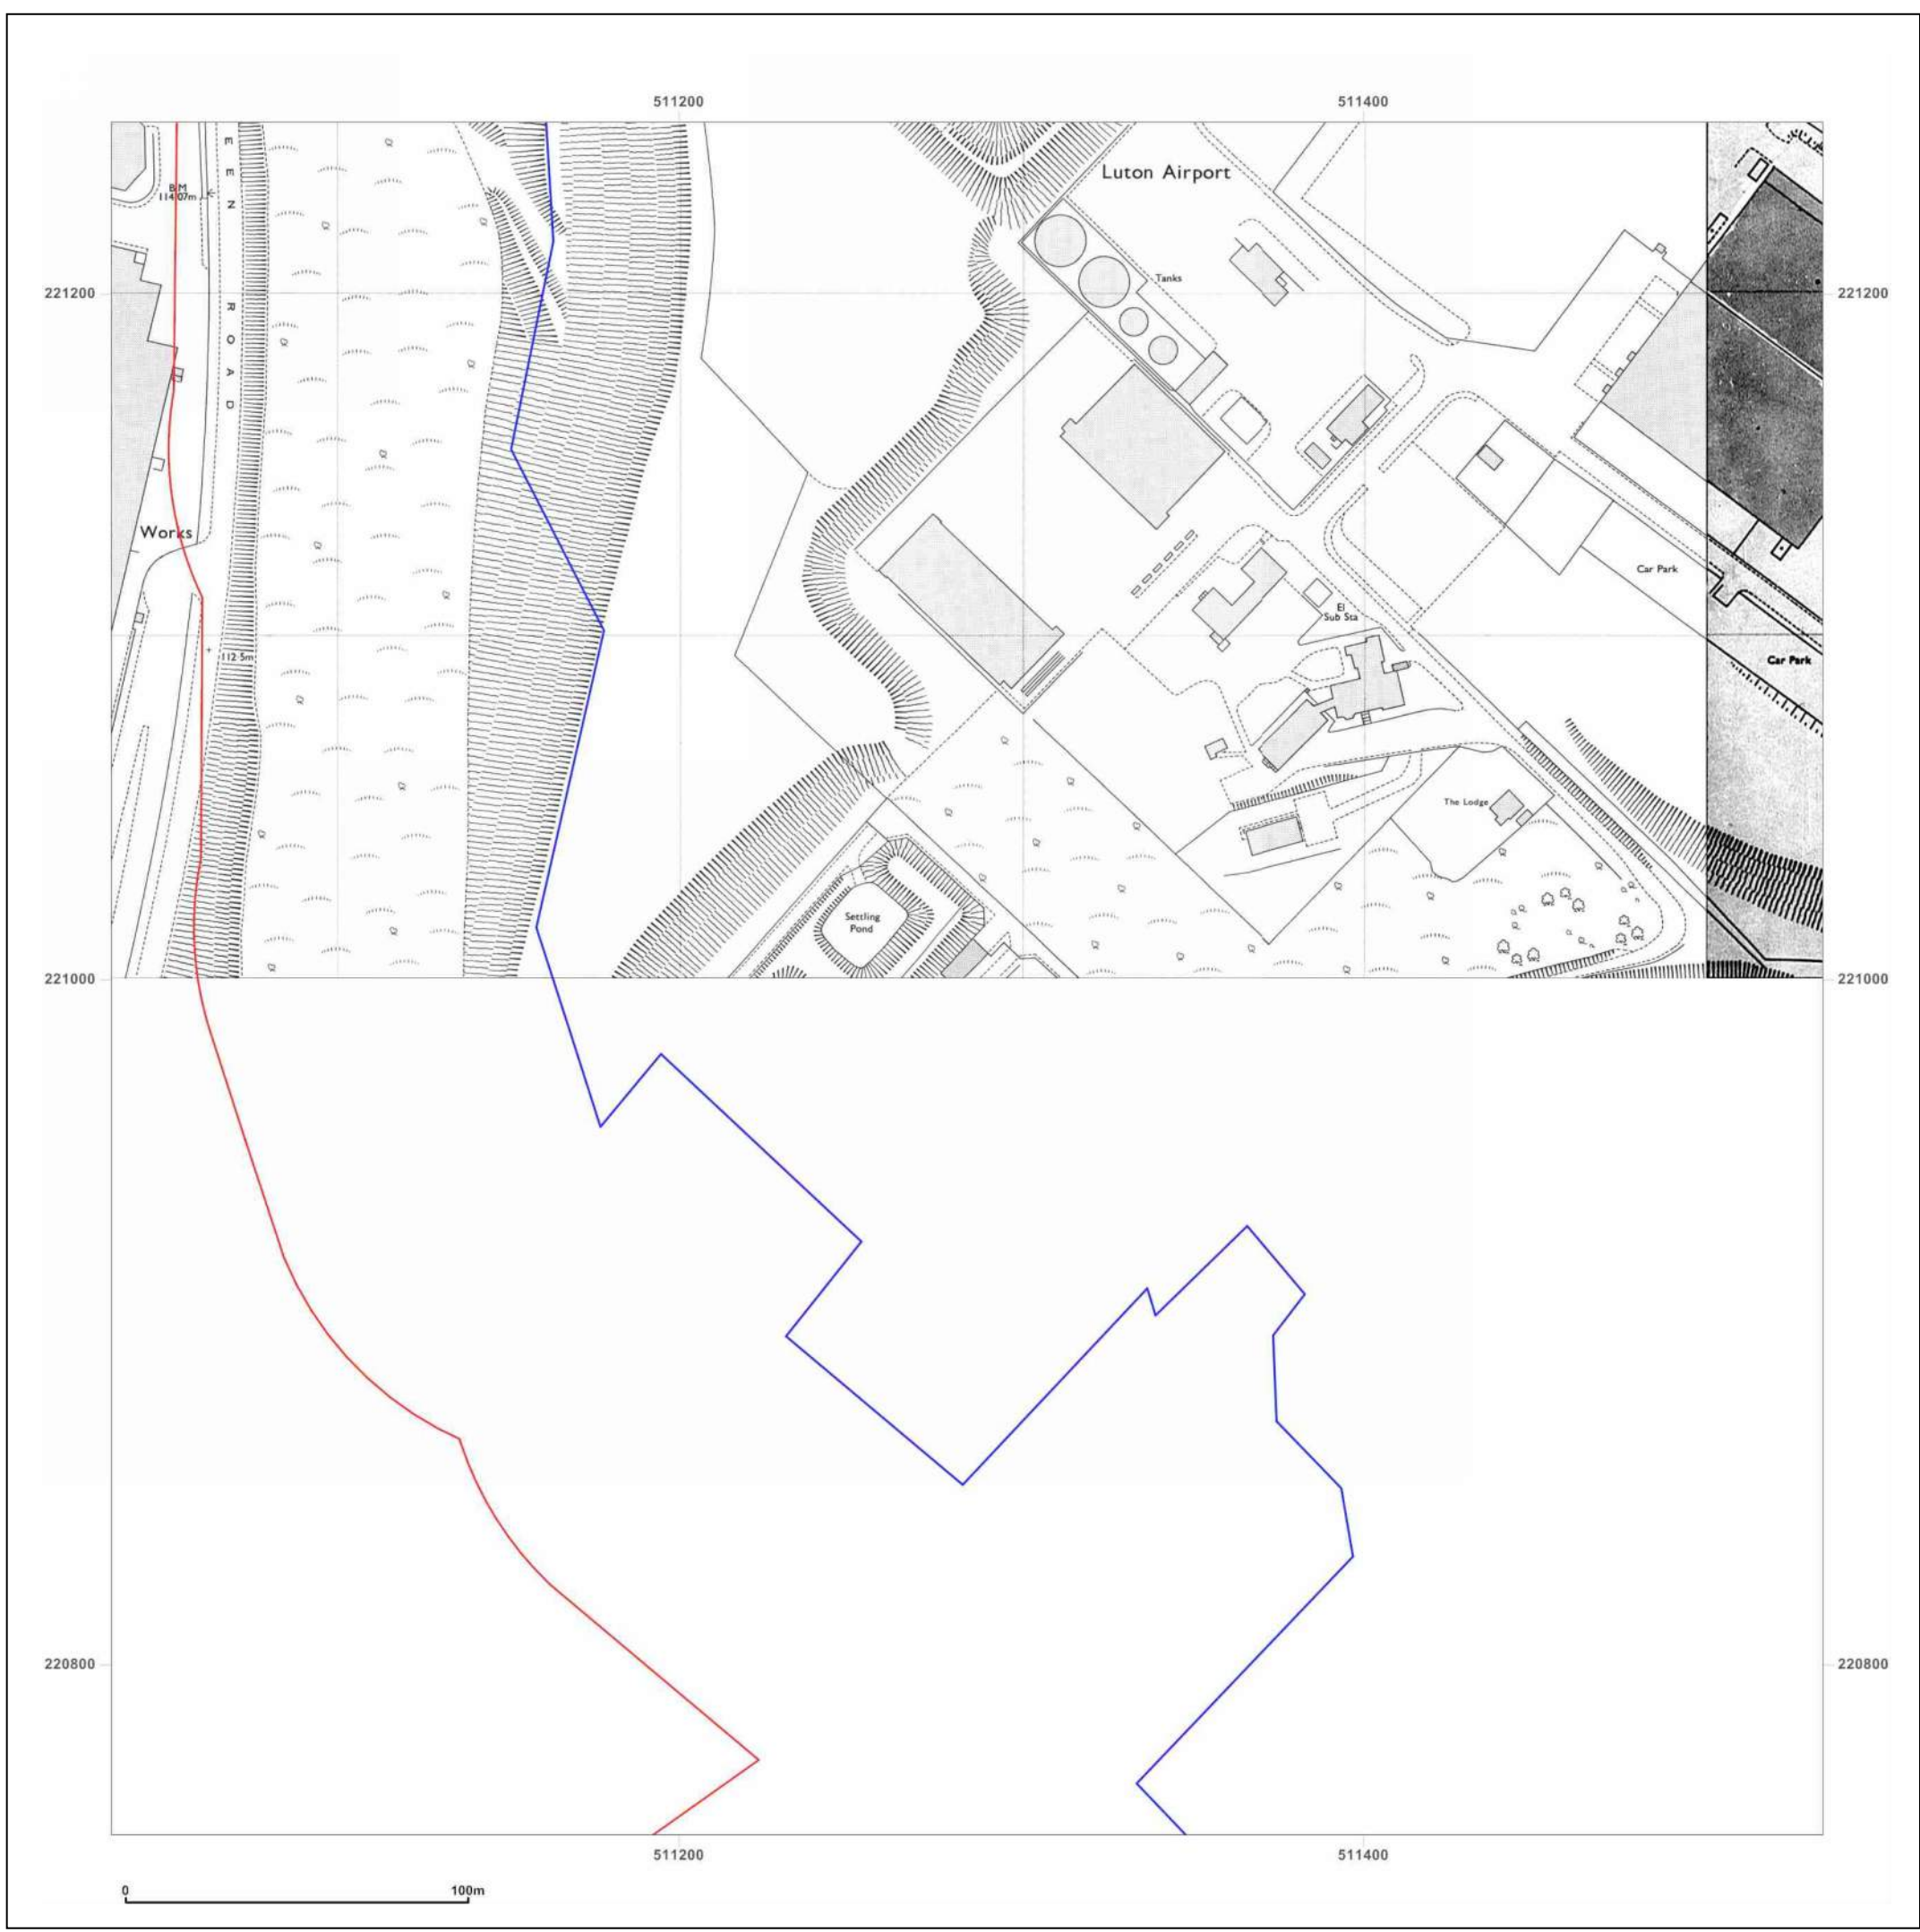 511200
511400
Luton Airport
E
E
N
R
O
A
D
B M
114·07m
Tanks
221200
221200
Works
Car Park
El
Sub Sta
112·5m
Car Park
The Lodge
Settling
Pond
221000
221000
220800
220800
511200
511400
0
100m